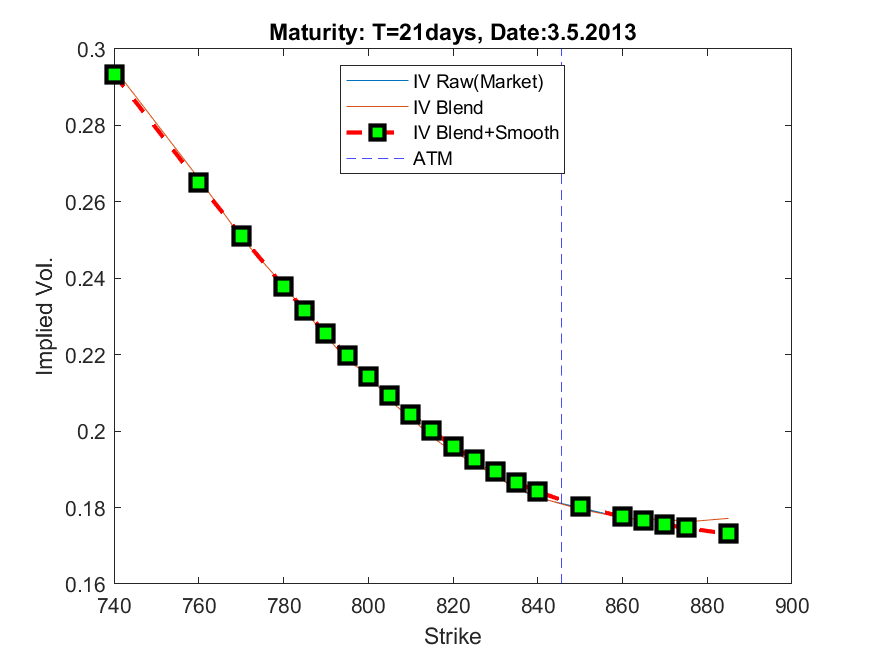 Maturity: T=21days, Date:3.5.2013
IV Raw(Market)
IV Blend
IV Blend+Smooth
ATM
0.3
0.28
0.26
0.24
0.22
0.2
0.18
0.16
Implied Vol.
740 760 780 800 820 840 860 880 900
Strike